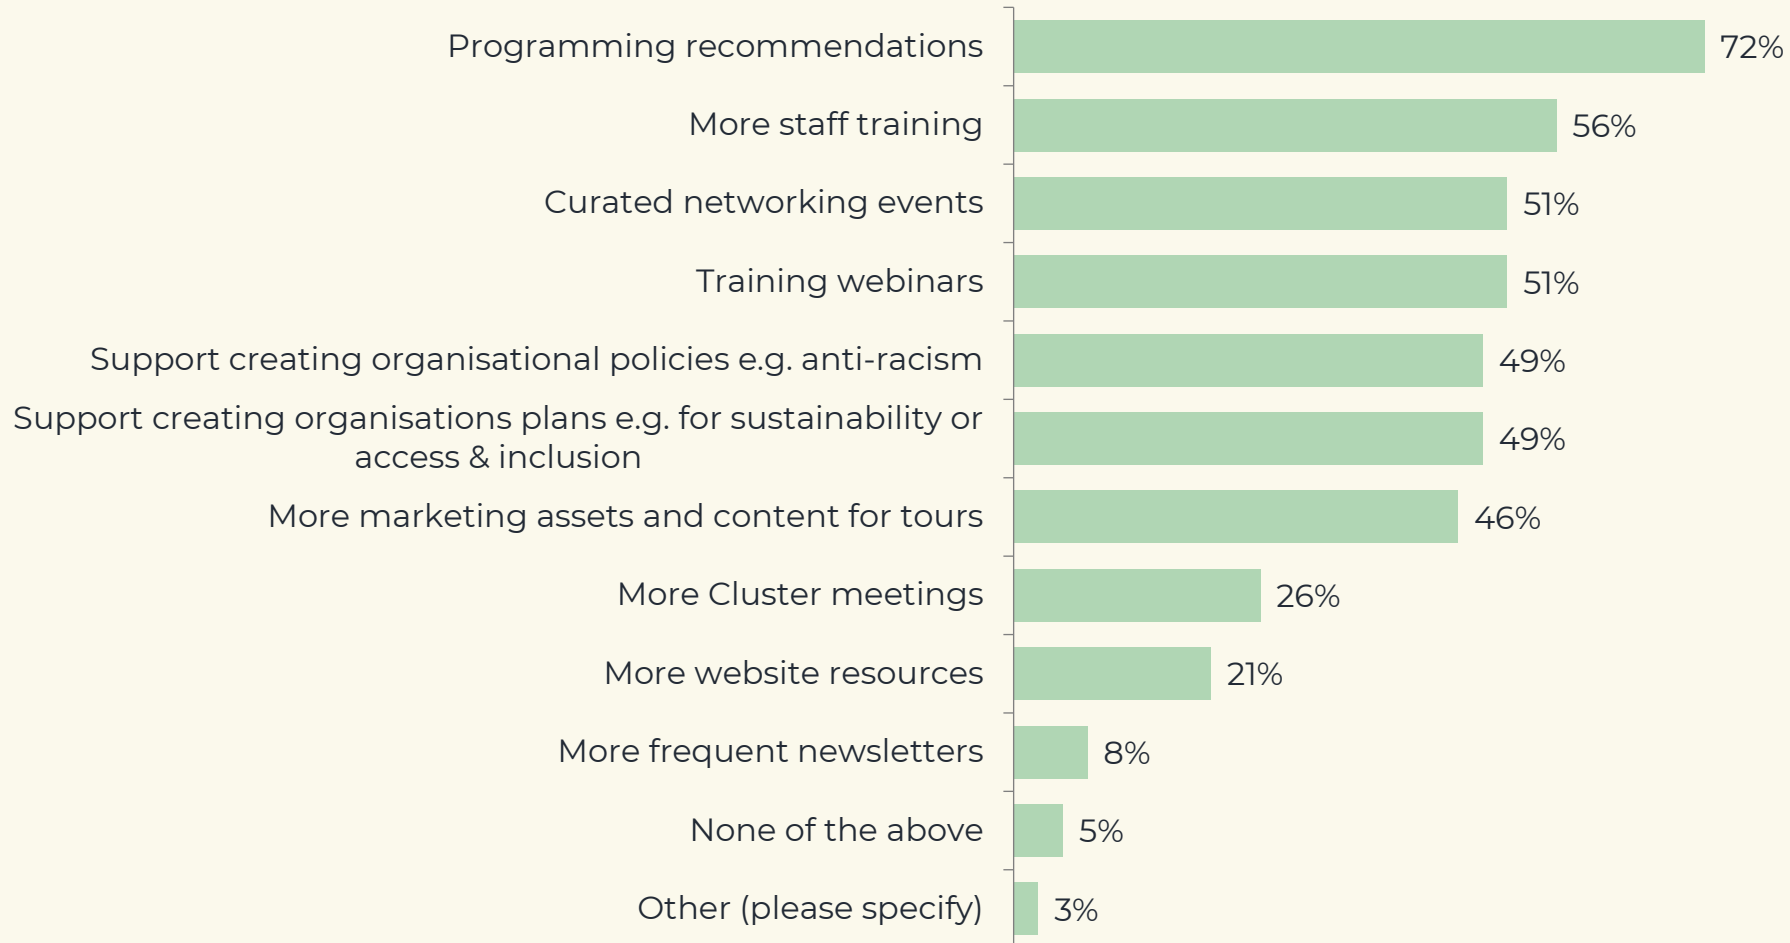 Programming recommendations 72%
More staff training 56%
Curated networking events 51%
Training webinars 51%
Support creating organisational policies e.g. anti-racism 49%
Support creating organisations plans e.g. for sustainability or
access & inclusion 49%
More marketing assets and content for tours 46%
More Cluster meetings 26%
More website resources 21%
More frequent newsletters 8%
None of the above 5%
Other (please specify) 3%